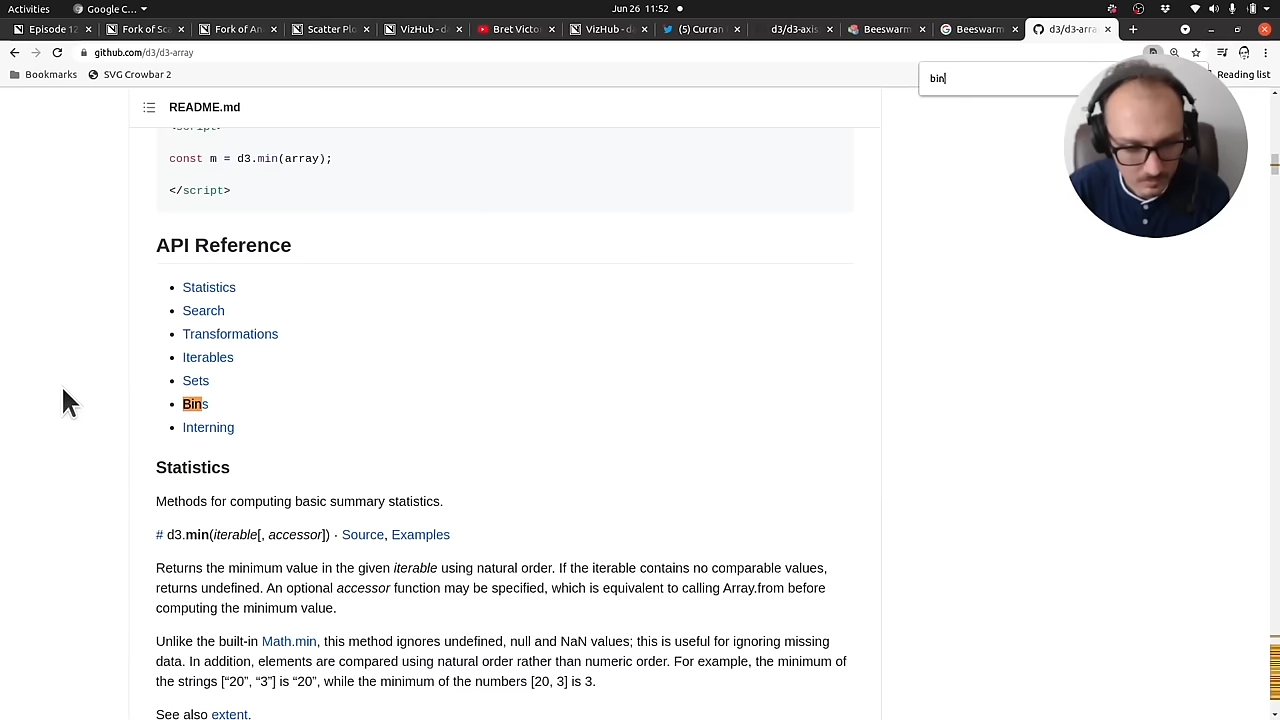 Activities
Google C...
Jun 26 11:52
Episode 12
Fork of Sca
Fork of An
Scatter Plo
VizHub - da
Bret Victo
VizHub - da
(S) Curran
d3/d3-axis
Beeswarm
Beeswarm
d3/d3-arra
github.com/d3/d3-array
Bookmarks
SVG Crowbar 2
Reading list
bin
README.md
<script>
const m = d3.min(array);
</script>
API Reference
Statistics
Search
Transformations
Iterables
Sets
Bins
Interning
Statistics
Methods for computing basic summary statistics.
# d3.min(iterable[, accessor]) · Source, Examples
Returns the minimum value in the given iterable using natural order. If the iterable contains no comparable values,
returns undefined. An optional accessor function may be specified, which is equivalent to calling Array.from before
computing the minimum value.
Unlike the built-in Math.min, this method ignores undefined, null and NaN values; this is useful for ignoring missing
data. In addition, elements are compared using natural order rather than numeric order. For example, the minimum of
the strings [“20”, “3”] is “20”, while the minimum of the numbers [20, 3] is 3.
See also extent.